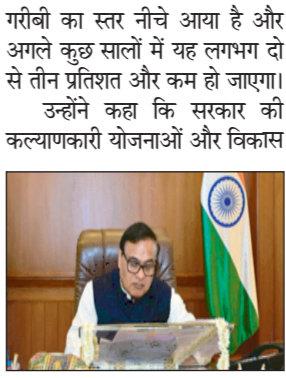 गरीबी का स्तर नीचे आया है और
अगले कुछ सालों में यह लगभग दो
से तीन प्रतिशत और कम हो जाएगा।
उन्होंने कहा कि सरकार की
कल्याणकारी योजनाओं और विकास